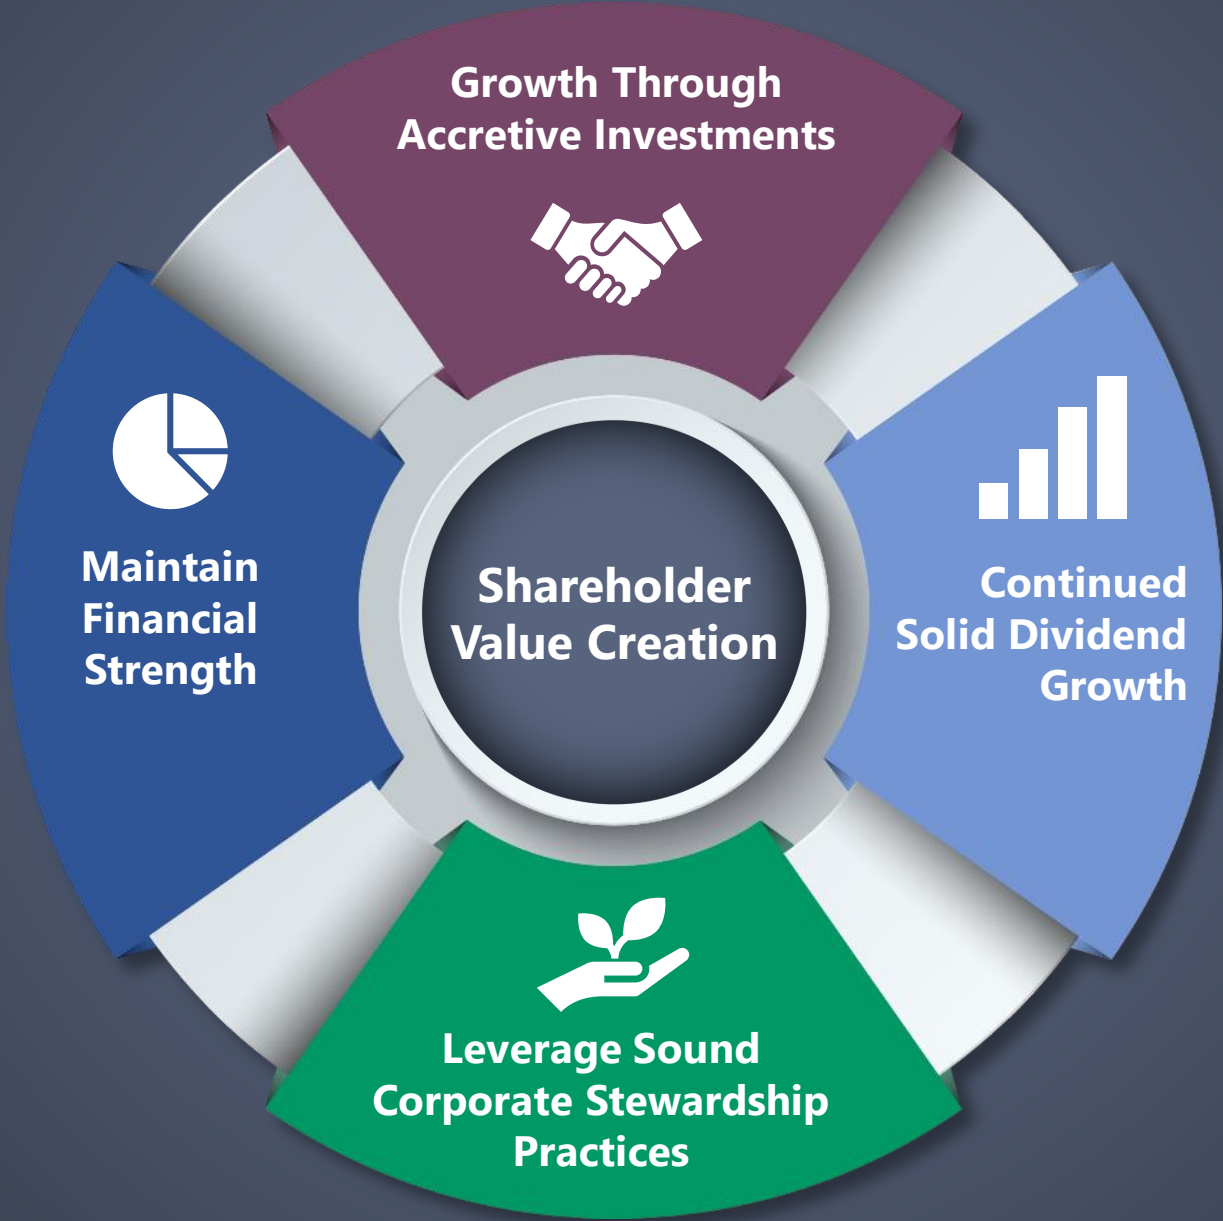 Growth Through
Accretive Investments
Maintain
Financial
Strength
Shareholder
Value Creation
Continued
Solid Dividend
Growth
Leverage Sound
Corporate Stewardship
Practices